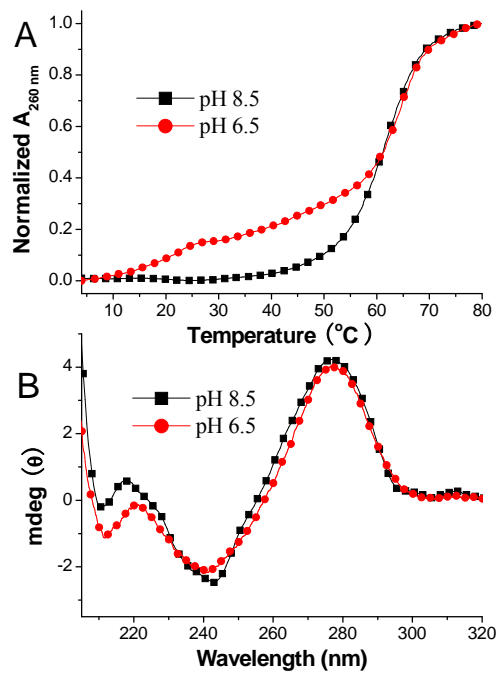 A
Normalized A260 nm
1.0
0.8
0.6
0.4
0.2
0.0
pH 8.5
pH 6.5
10 20 30 40 50 60 70 80
Temperature (°C)
B
mdeg (θ)
4
2
0
-2
pH 8.5
pH 6.5
220 240 260 280 300 320
Wavelength (nm)